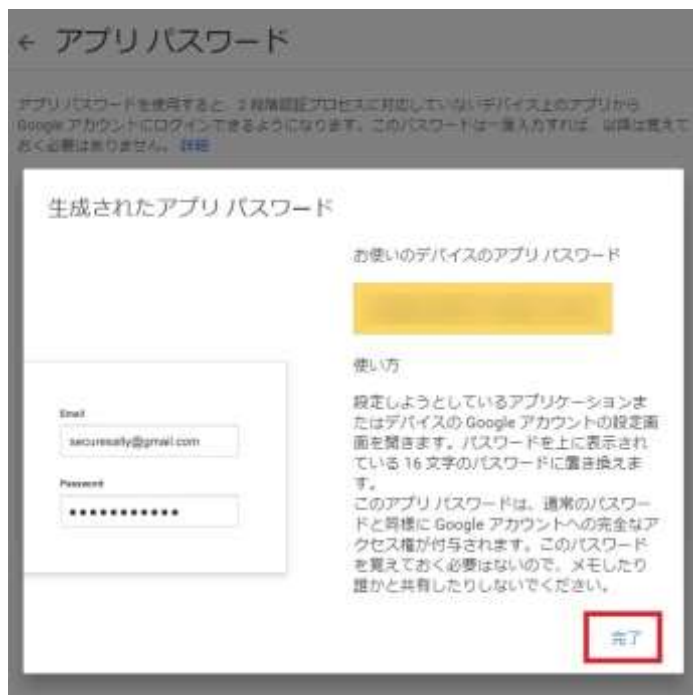 ← アプリ パスワード
アプリ パスワードを使用すると、2 段階認証プロセスに対応していないデバイス上のアプリから
Google アカウントにログインできるようになります。このパスワードは一度入力すれば、以降は覚えて
おく必要はありません。 詳細
生成されたアプリ パスワード
お使いのデバイスのアプリ パスワード
使い方
設定しようとしているアプリケーションま
たはデバイスの Google アカウントの設定画
面を開きます。パスワードを上に表示され
ている 16 文字のパスワードに置き換えま
す。
このアプリ パスワードは、通常のパスワー
ドと同様に Google アカウントへの完全なア
クセス権が付与されます。このパスワード
を覚えておく必要はないので、メモしたり
誰かと共有したりしないでください。
Email
securesally@gmail.com
Password
•••••••••••
完了